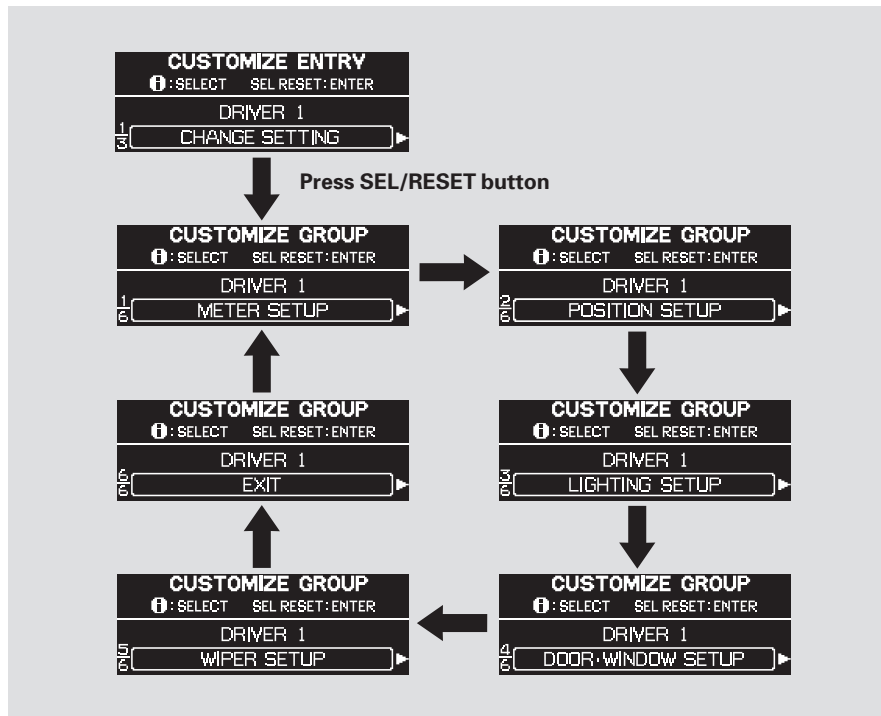 CUSTOMIZE ENTRY
i:SELECT SEL RESET:ENTER
DRIVER 1
1/3 CHANGE SETTING
Press SEL/RESET button
CUSTOMIZE GROUP
i:SELECT SEL RESET:ENTER
DRIVER 1
1/6 METER SETUP
CUSTOMIZE GROUP
i:SELECT SEL RESET:ENTER
DRIVER 1
2/6 POSITION SETUP
CUSTOMIZE GROUP
i:SELECT SEL RESET:ENTER
DRIVER 1
3/6 LIGHTING SETUP
CUSTOMIZE GROUP
i:SELECT SEL RESET:ENTER
DRIVER 1
4/6 DOOR·WINDOW SETUP
CUSTOMIZE GROUP
i:SELECT SEL RESET:ENTER
DRIVER 1
5/6 WIPER SETUP
CUSTOMIZE GROUP
i:SELECT SEL RESET:ENTER
DRIVER 1
6/6 EXIT